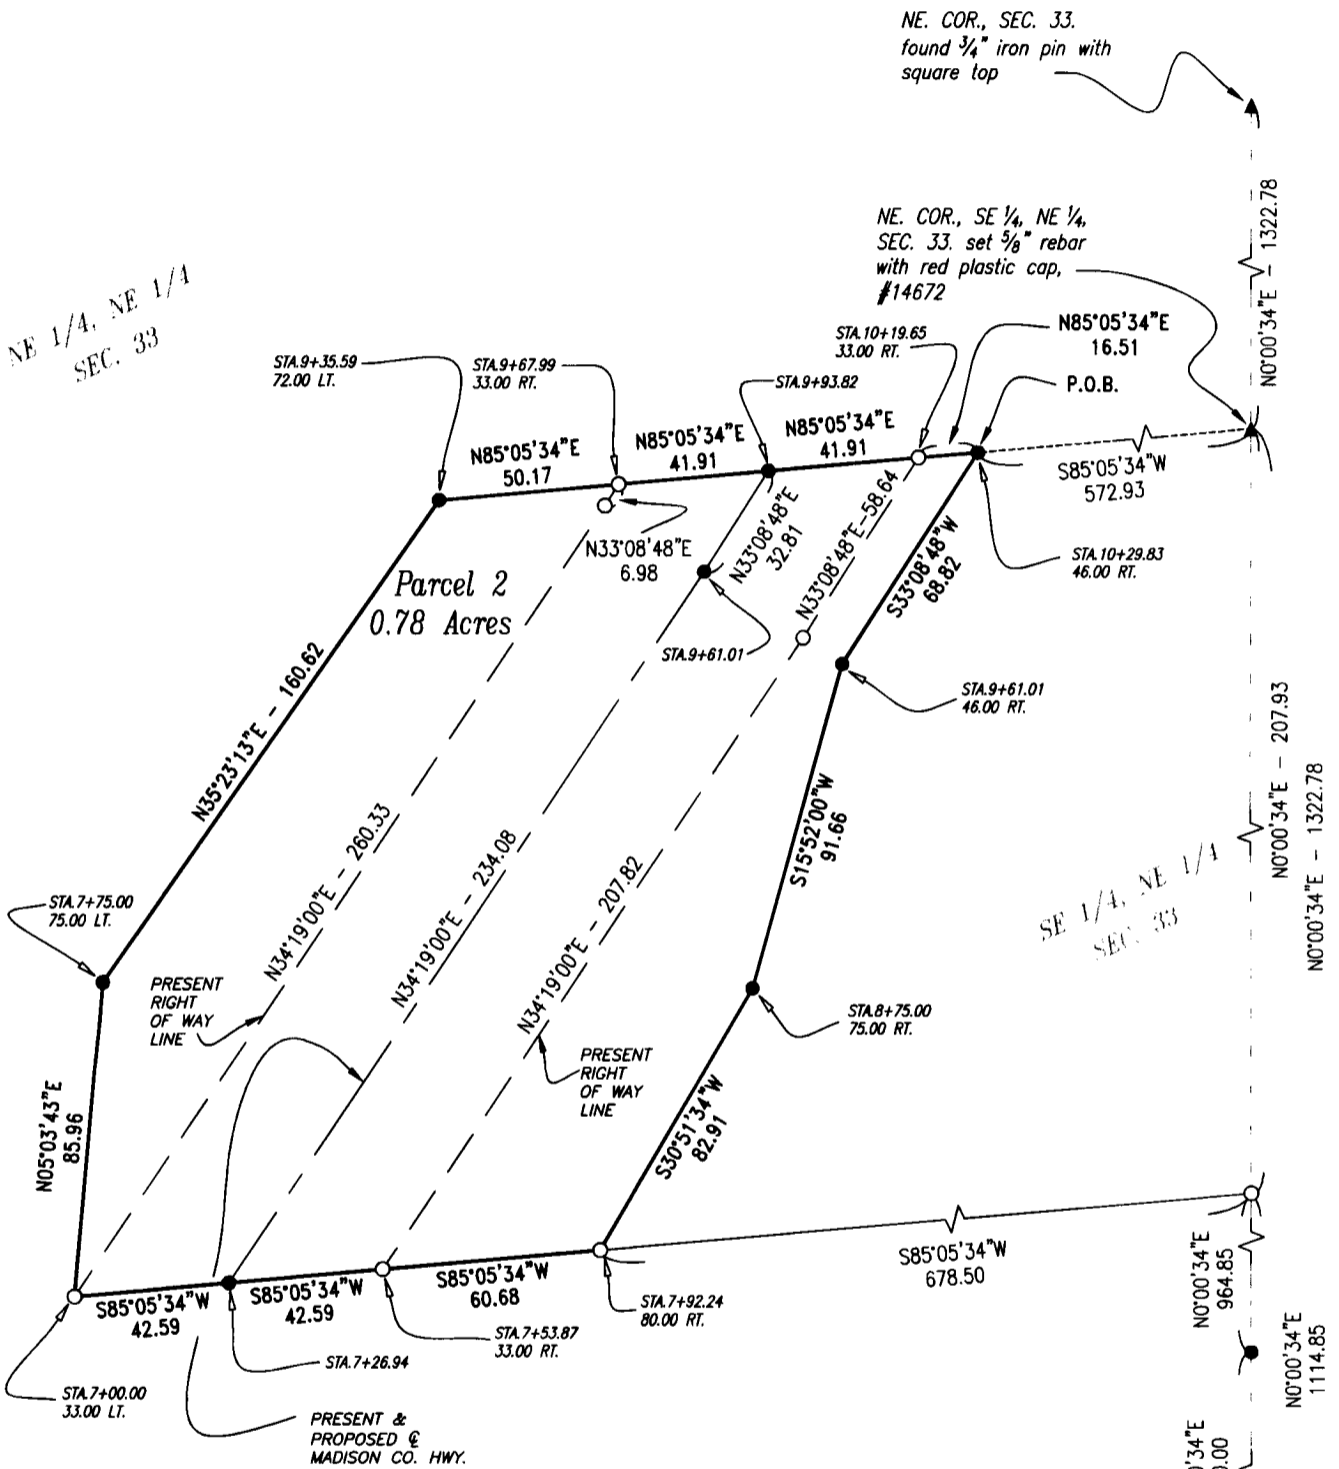 NE. COR., SEC. 33.
found 3/4" iron pin with
square top
N0°00'34"E - 1322.78
NE. COR., SE 1/4, NE 1/4,
SEC. 33. set 5/8" rebar
with red plastic cap,
#14672
NE 1/4, NE 1/4
SEC. 33
STA.9+35.59
72.00 LT.
STA.9+67.99
33.00 RT.
STA.9+93.82
STA.10+19.65
33.00 RT.
N85°05'34"E
16.51
P.O.B.
N85°05'34"E
50.17
N85°05'34"E
41.91
N85°05'34"E
41.91
S85°05'34"W
572.93
N33°08'48"E
6.98
N33°08'48"E
32.81
N33°08'48"E-58.64
S33°08'48"W
68.82
STA.10+29.83
46.00 RT.
Parcel 2
0.78 Acres
STA.9+61.01
STA.9+61.01
46.00 RT.
N35°23'13"E - 160.62
N34°19'00"E - 260.33
N34°19'00"E - 234.08
N34°19'00"E - 207.82
S15°52'00"W
91.66
N0°00'34"E - 207.93
N0°00'34"E - 1322.78
SE 1/4, NE 1/4
SEC. 33
STA.7+75.00
75.00 LT.
PRESENT
RIGHT
OF WAY
LINE
STA.8+75.00
75.00 RT.
PRESENT
RIGHT
OF WAY
LINE
N05°03'43"E
85.96
S30°51'34"W
82.91
S85°05'34"W
42.59
S85°05'34"W
42.59
S85°05'34"W
60.68
S85°05'34"W
678.50
N0°00'34"E
964.85
N0°00'34"E
1114.85
STA.7+92.24
80.00 RT.
STA.7+53.87
33.00 RT.
STA.7+26.94
STA.7+00.00
33.00 LT.
PRESENT &
PROPOSED ℄
MADISON CO. HWY.
0'34"E
0.00